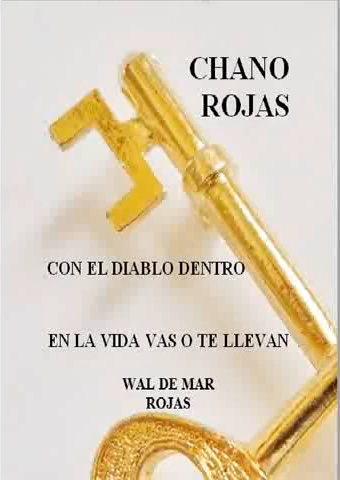 CHANO
ROJAS
CON EL DIABLO DENTRO
EN LA VIDA VAS O TE LLEVAN
WAL DE MAR
ROJAS